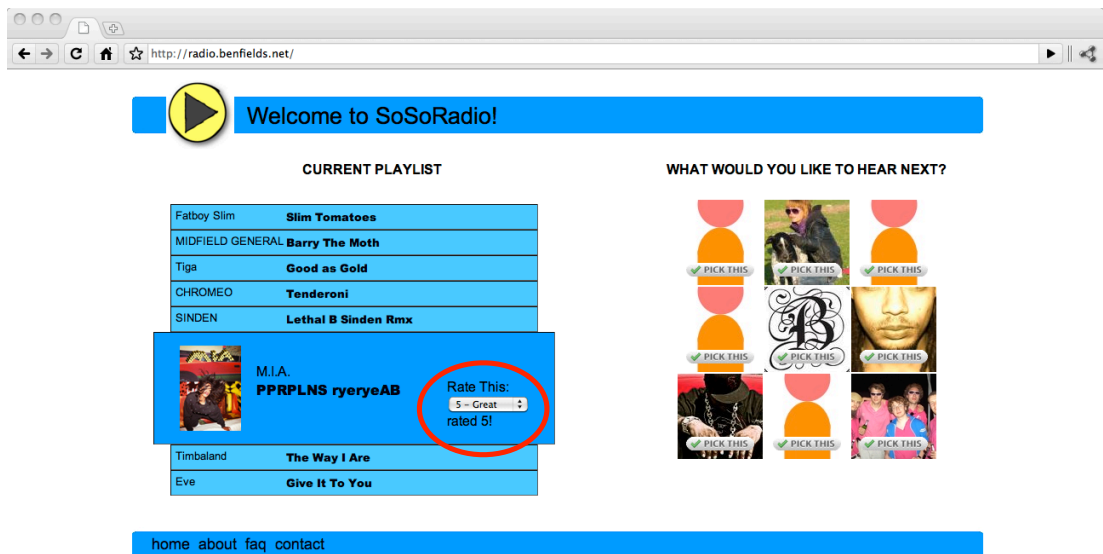 http://radio.benfields.net/
Welcome to SoSoRadio!
CURRENT PLAYLIST
Fatboy Slim Slim Tomatoes
MIDFIELD GENERAL Barry The Moth
Tiga Good as Gold
CHROMEO Tenderoni
SINDEN Lethal B Sinden Rmx
M.I.A.
PPRPLNS ryeryeAB
Rate This:
5 - Great
rated 5!
Timbaland The Way I Are
Eve Give It To You
WHAT WOULD YOU LIKE TO HEAR NEXT?
PICK THIS PICK THIS PICK THIS
B
PICK THIS PICK THIS PICK THIS
PICK THIS PICK THIS PICK THIS
home about faq contact